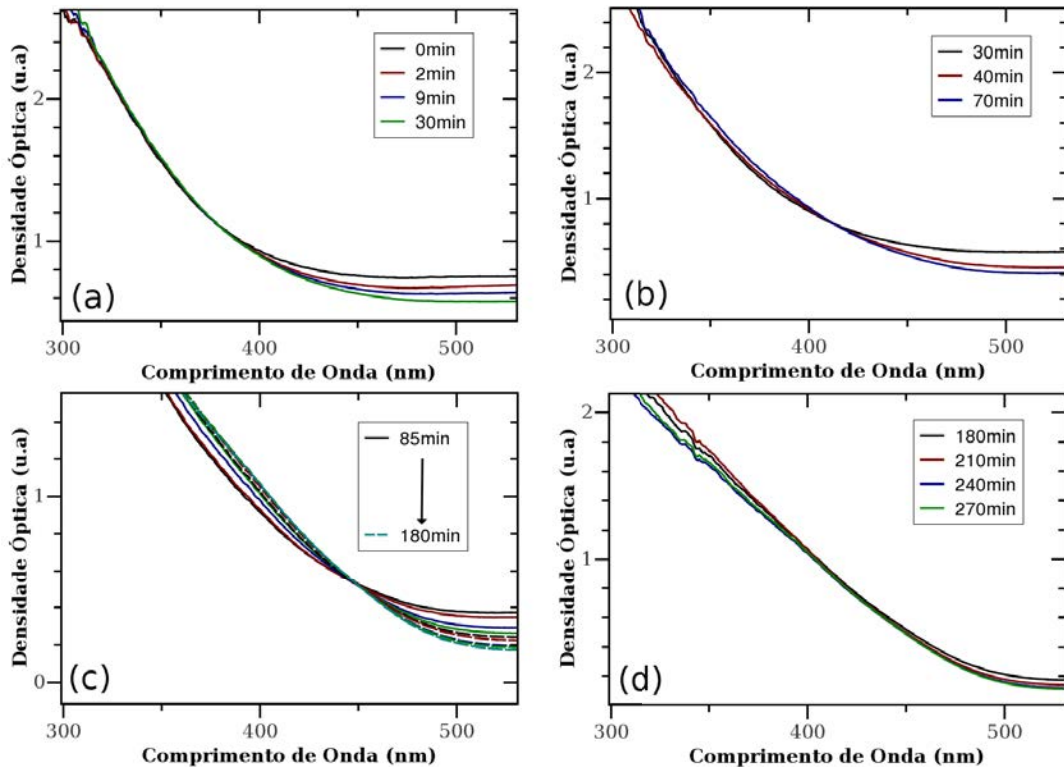 0min
2min
9min
30min
Densidade Óptica (u.a)
2
1
(a)
300
400
500
Comprimento de Onda (nm)
30min
40min
70min
Densidade Óptica (u.a)
2
1
(b)
300
400
500
Comprimento de Onda (nm)
85min
180min
Densidade Óptica (u.a)
1
0
(c)
300
400
500
Comprimento de Onda (nm)
180min
210min
240min
270min
Densidade Óptica (u.a)
2
1
(d)
300
400
500
Comprimento de Onda (nm)